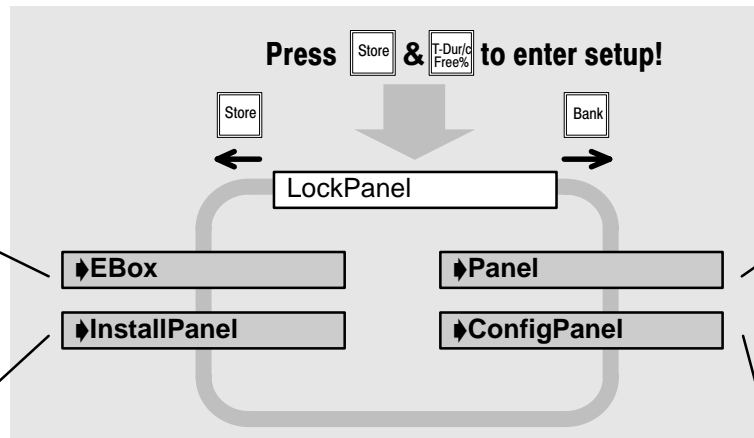 Press Store & T-Dur/c Free% to enter setup!
Store
Bank
LockPanel
EBox
Panel
InstallPanel
ConfigPanel